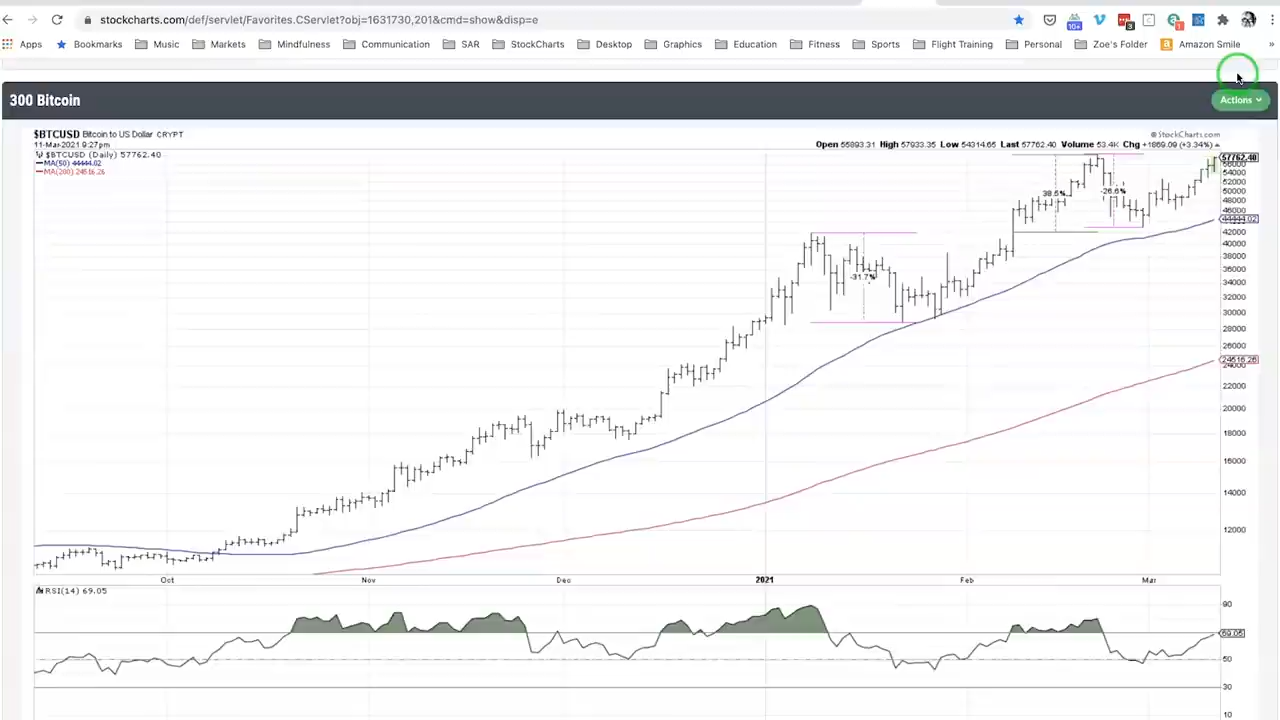 stockcharts.com/def/servlet/Favorites.CServlet?obj=1631730,201&cmd=show&disp=e
10+
3
1
Apps Bookmarks Music Markets Mindfulness Communication SAR StockCharts Desktop Graphics Education Fitness Sports Flight Training Personal Zoe's Folder Amazon Smile »
300 Bitcoin
Actions
$BTCUSD Bitcoin to US Dollar CRYPT
© StockCharts.com
11-Mar-2021 9:27pm
Open 55893.31 High 57933.35 Low 54314.65 Last 57762.40 Volume 53.4K Chg +1869.09 (+3.34%)
$BTCUSD (Daily) 57762.40
MA(50) 44444.02
MA(200) 24516.26
57762.40
56000
54000
52000
50000
48000
46000
44444.02
42000
40000
38000
36000
34000
32000
30000
28000
26000
24516.26
24000
22000
20000
18000
16000
14000
12000
38.5%
-26.6%
-31.7%
Oct Nov Dec 2021 Feb Mar
RSI(14) 69.05
90
69.05
50
30
10